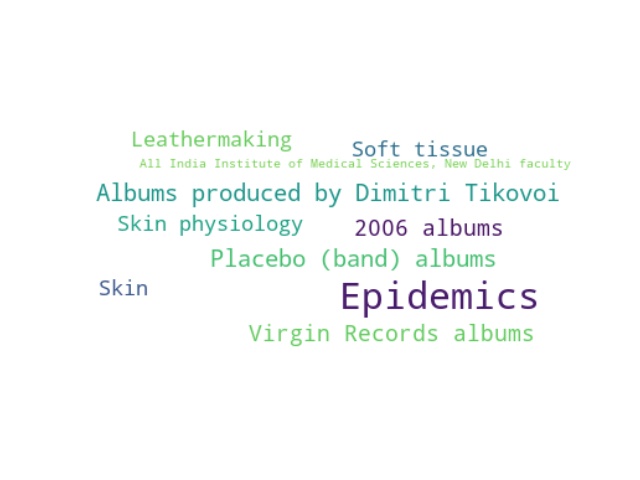 Leathermaking
Soft tissue
All India Institute of Medical Sciences, New Delhi faculty
Albums produced by Dimitri Tikovoi
Skin physiology
2006 albums
Placebo (band) albums
Skin
Epidemics
Virgin Records albums